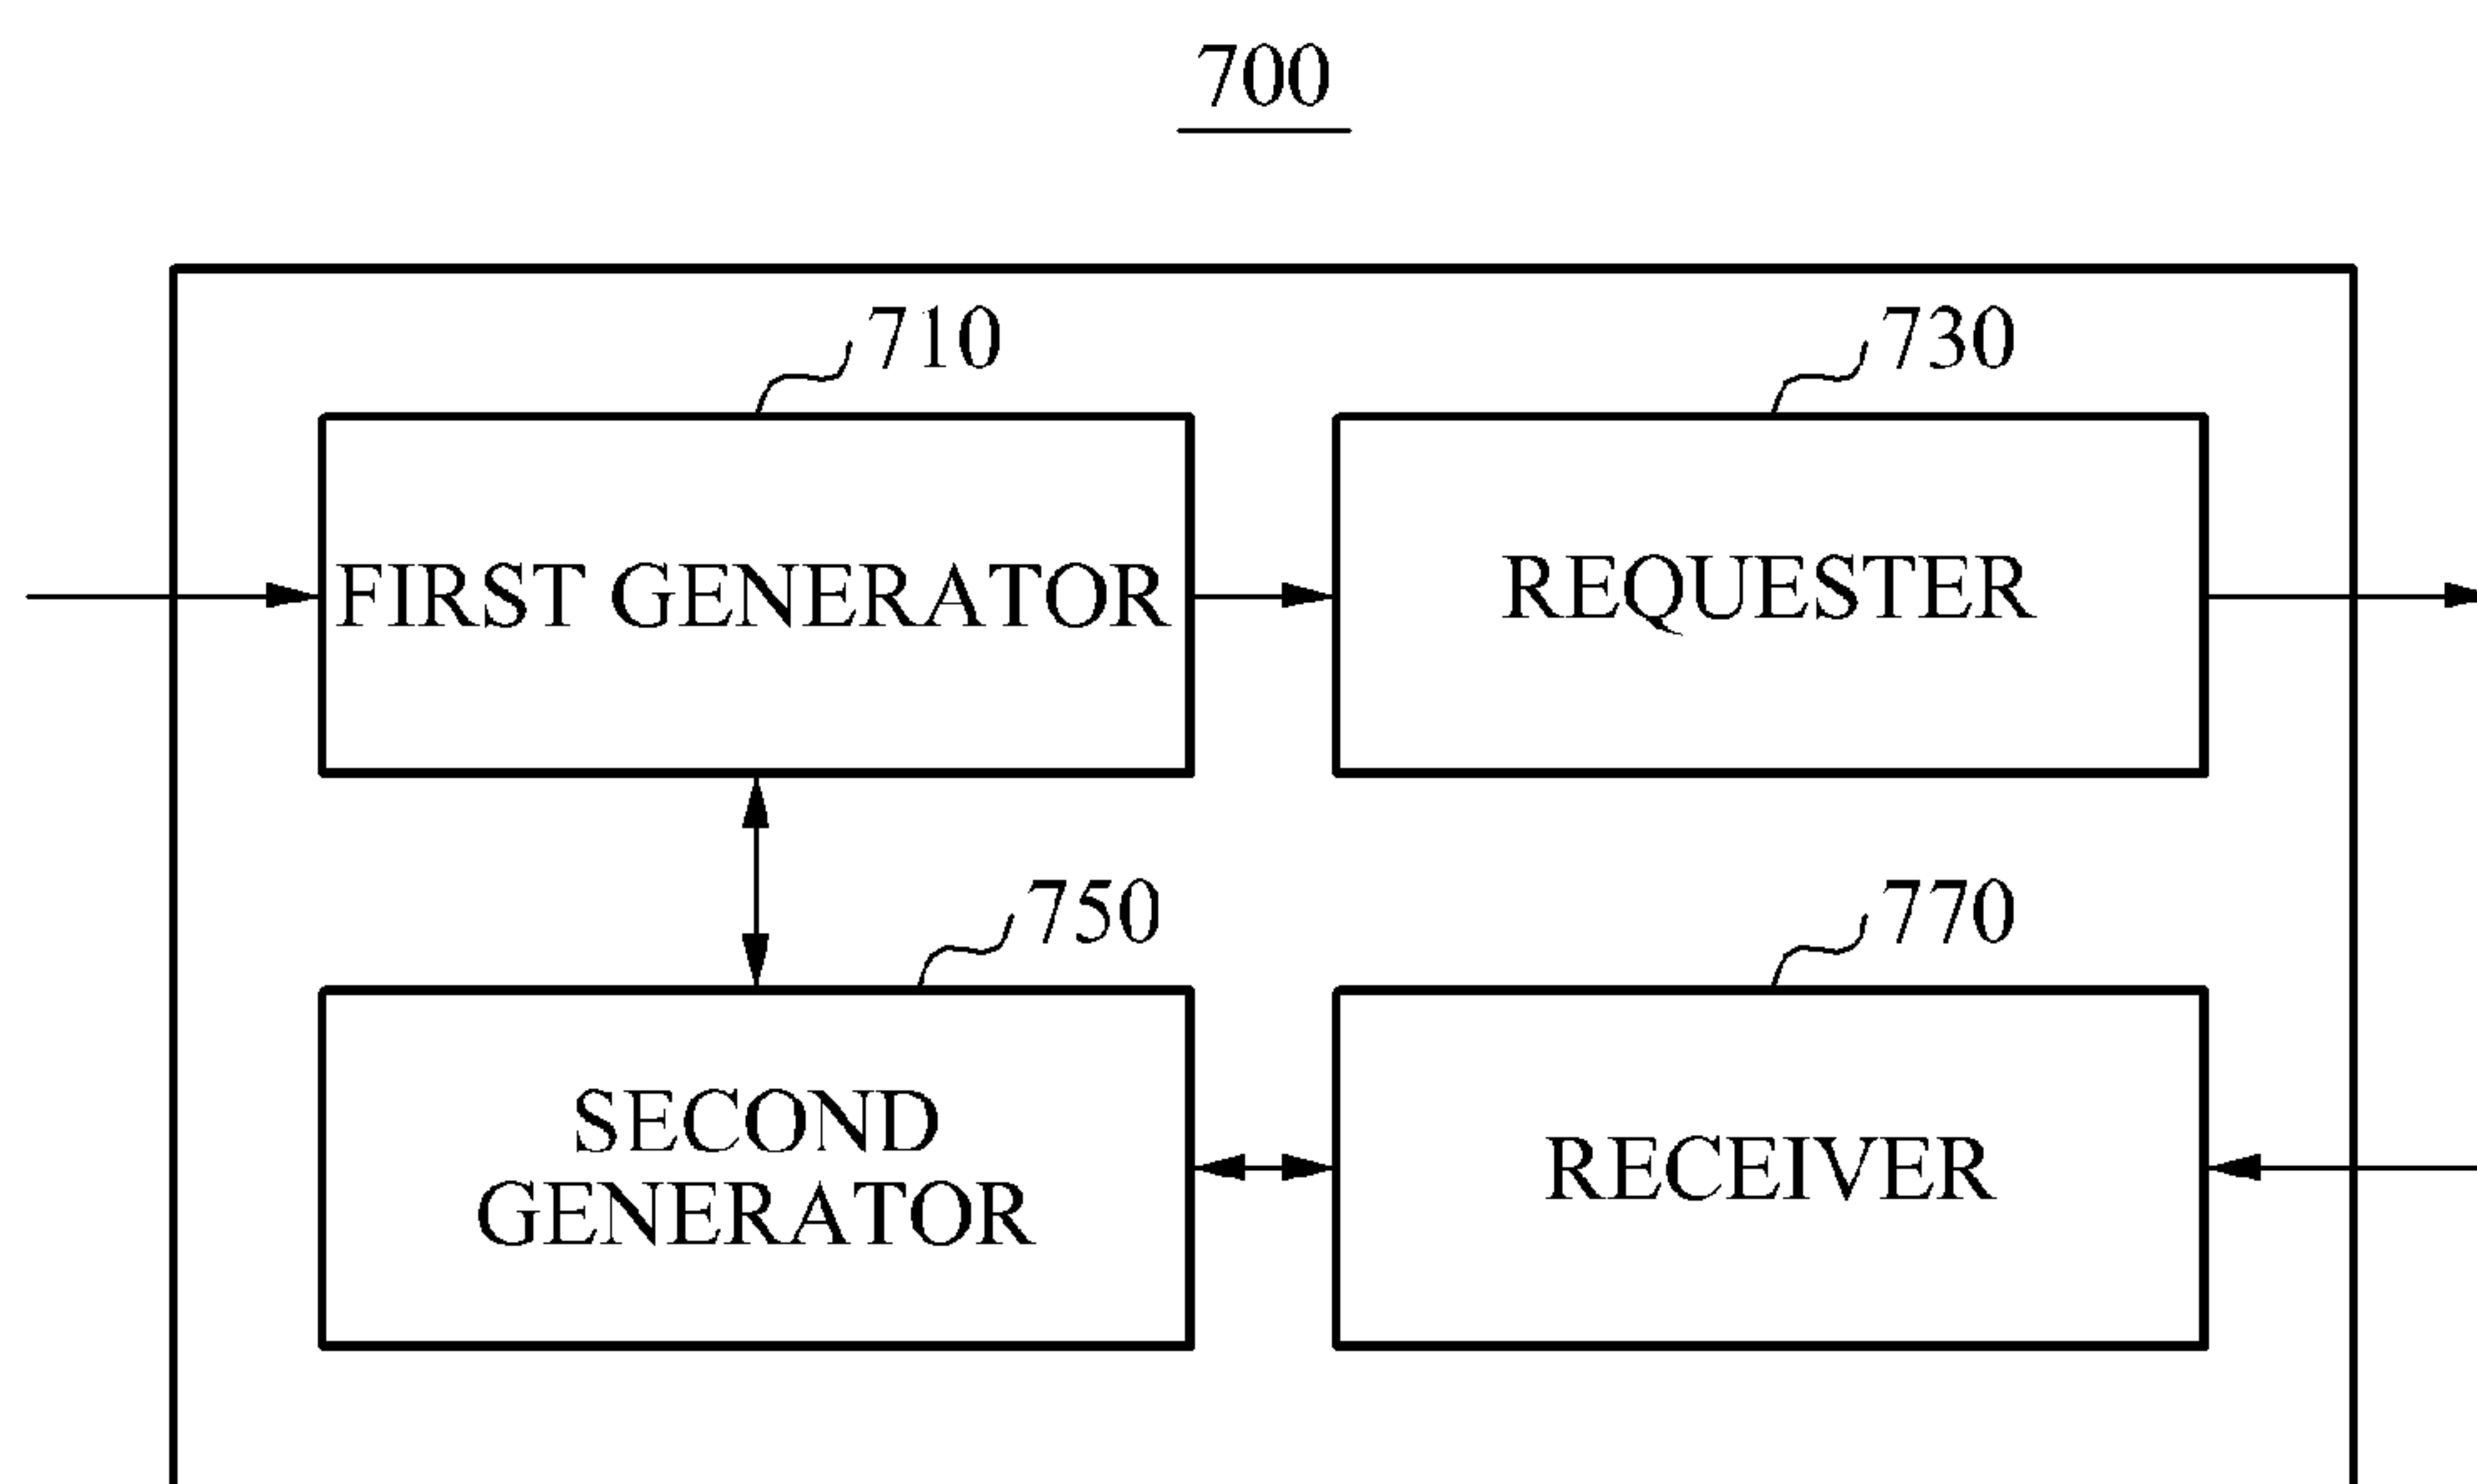 700
710
730
FIRST GENERATOR
REQUESTER
750
770
SECOND
GENERATOR
RECEIVER